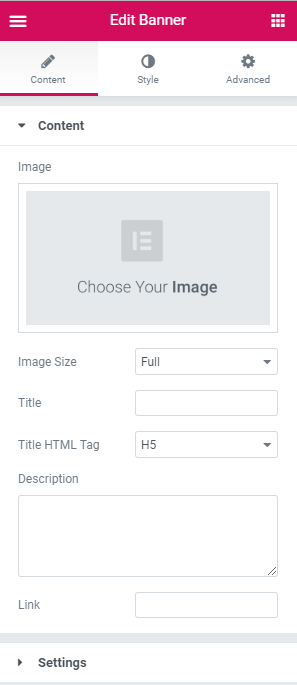 Edit Banner
Content
Style
Advanced
Content
Image
Choose Your Image
Image Size
Full
Title
Title HTML Tag
H5
Description
Link
Settings